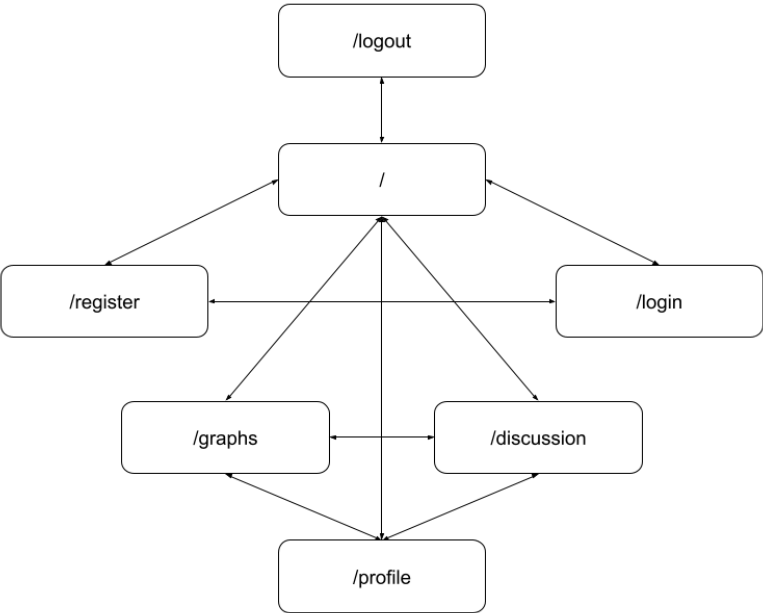 /logout
/
/register
/login
/graphs
/discussion
/profile